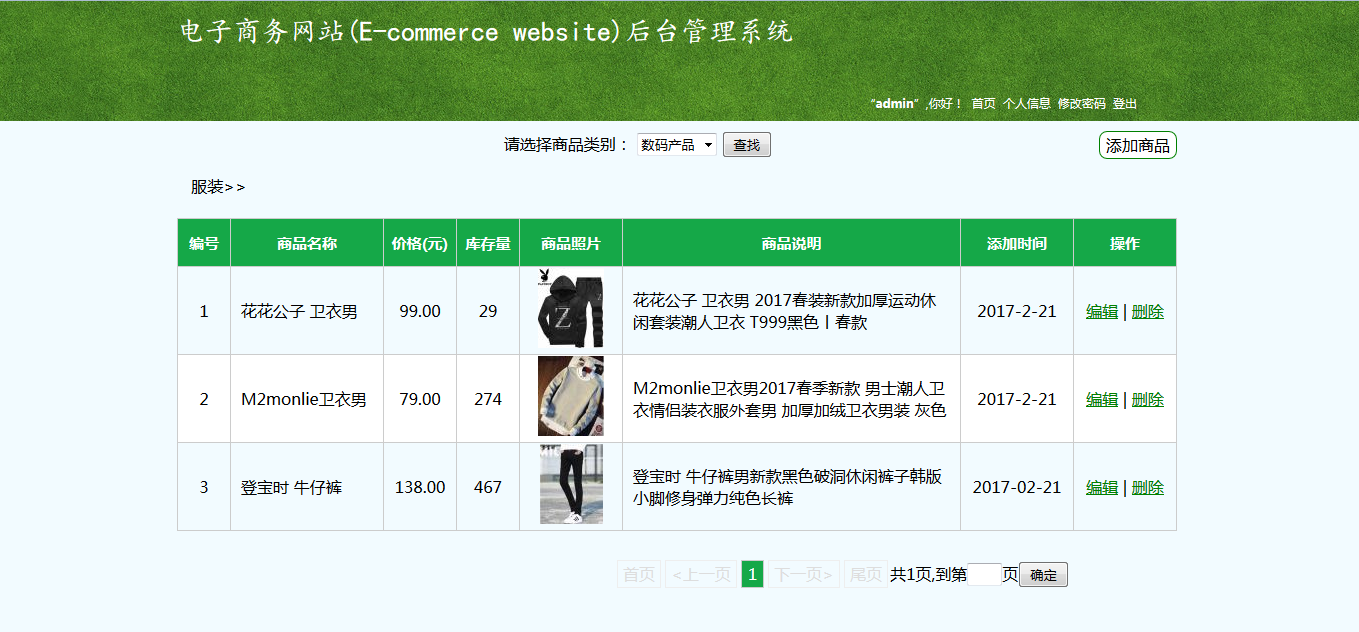 电子商务网站(E-commerce website)后台管理系统
"admin" ,你好！ 首页 个人信息 修改密码 登出
请选择商品类别： 数码产品 查找 添加商品
服装>>
编号 商品名称 价格(元) 库存量 商品照片 商品说明 添加时间 操作
1 花花公子 卫衣男 99.00 29 花花公子 卫衣男 2017春装新款加厚运动休
闲套装潮人卫衣 T999黑色丨春款 2017-2-21 编辑 | 删除
2 M2monlie卫衣男 79.00 274 M2monlie卫衣男2017春季新款 男士潮人卫
衣情侣装衣服外套男 加厚加绒卫衣男装 灰色 2017-2-21 编辑 | 删除
3 登宝时 牛仔裤 138.00 467 登宝时 牛仔裤男新款黑色破洞休闲裤子韩版
小脚修身弹力纯色长裤 2017-02-21 编辑 | 删除
首页 <上一页 1 下一页> 尾页 共1页,到第 页 确定